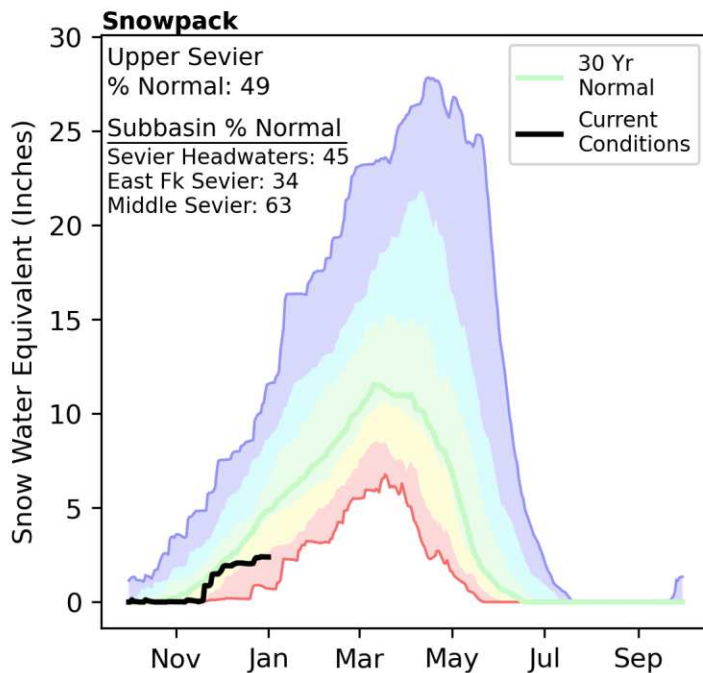 Snowpack
Upper Sevier
% Normal: 49
Subbasin % Normal
Sevier Headwaters: 45
East Fk Sevier: 34
Middle Sevier: 63
30 Yr
Normal
Current
Conditions
Snow Water Equivalent (Inches)
30
25
20
15
10
5
0
Nov Jan Mar May Jul Sep